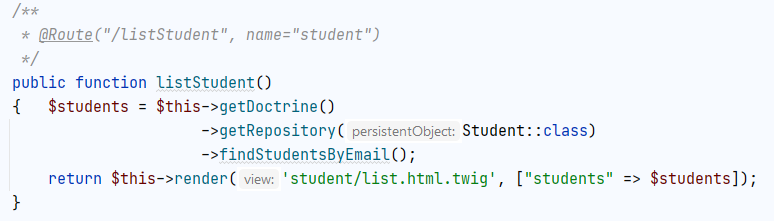 /**
 * @Route("/listStudent", name="student")
 */
public function listStudent()
{   $students = $this->getDoctrine()
                     ->getRepository( persistentObject: Student::class)
                     ->findStudentsByEmail();
    return $this->render( view: 'student/list.html.twig', ["students" => $students]);
}